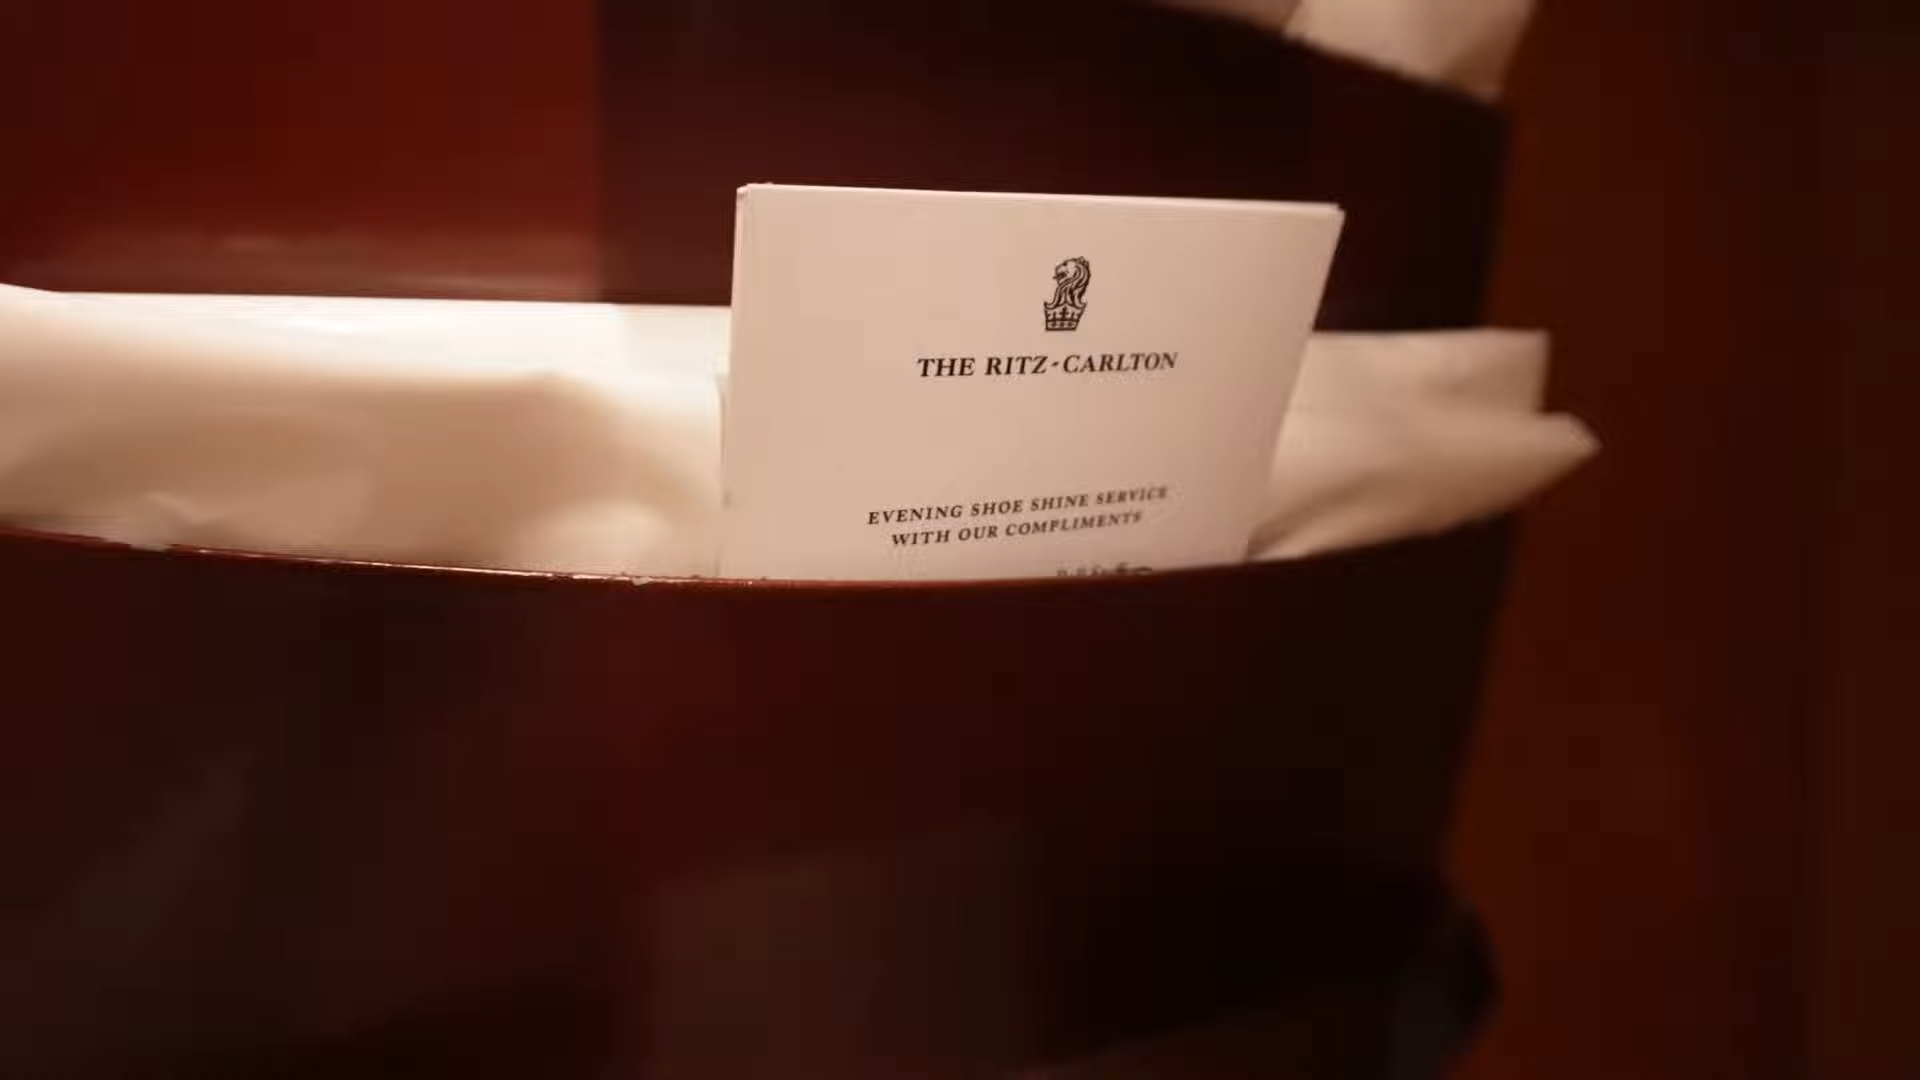 THE RITZ-CARLTON
EVENING SHOE SHINE SERVICE
WITH OUR COMPLIMENTS